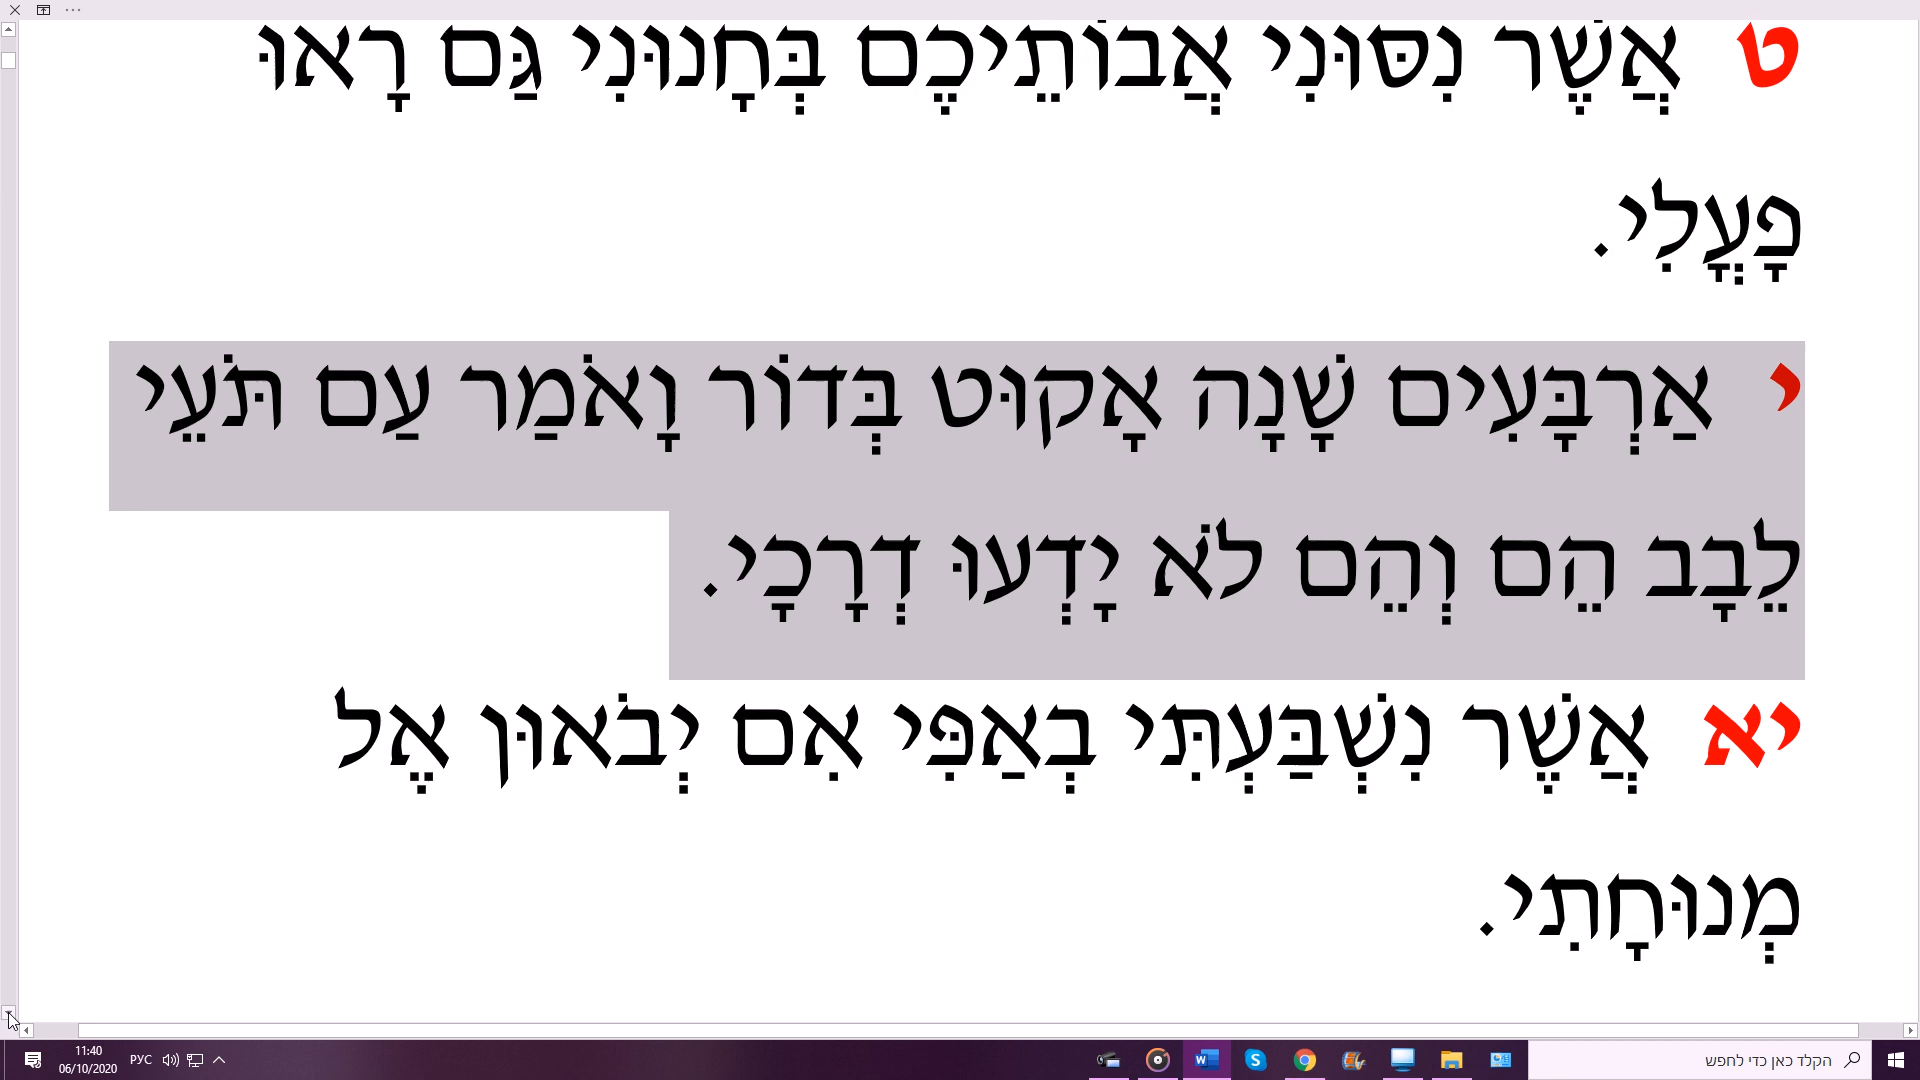 ט אֲשֶׁר נִסּוּנִי אֲבוֹתֵיכֶם בְּחָנוּנִי גַּם רָאוּ
פָעֳלִי.
י אַרְבָּעִים שָׁנָה אָקוּט בְּדוֹר וָאֹמַר עַם תֹּעֵי
לֵבָב הֵם וְהֵם לֹא יָדְעוּ דְרָכָי.
יא אֲשֶׁר נִשְׁבַּעְתִּי בְאַפִּי אִם יְבֹאוּן אֶל
מְנוּחָתִי.
11:40
06/10/2020
РУС
הקלד כאן כדי לחפש